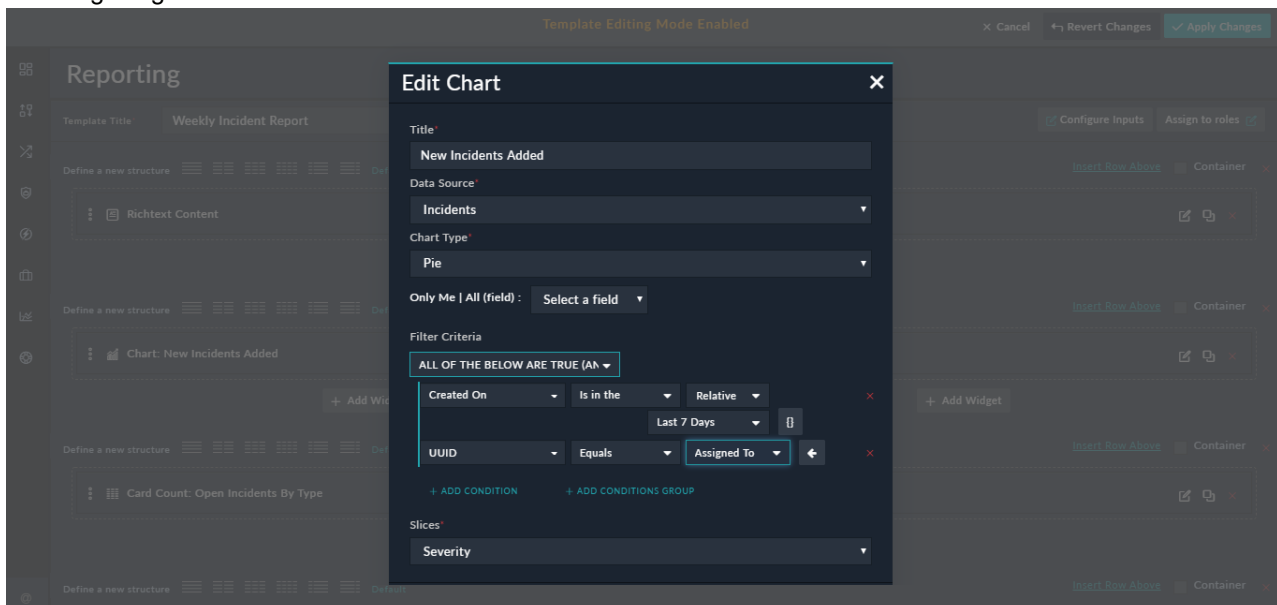 Template Editing Mode Enabled
× Cancel
Revert Changes
Apply Changes
Reporting
Edit Chart
Template Title
Weekly Incident Report
Configure Inputs
Assign to roles
Title*
New Incidents Added
Define a new structure
Insert Row Above
Container
Data Source*
Incidents
Richtext Content
Chart Type*
Pie
Only Me | All (field) :
Select a field
Define a new structure
Insert Row Above
Container
Filter Criteria
Chart: New Incidents Added
ALL OF THE BELOW ARE TRUE (AN
Created On
Is in the
Relative
+ Add Widget
Last 7 Days
{}
Define a new structure
Insert Row Above
Container
UUID
Equals
Assigned To
+ ADD CONDITION
+ ADD CONDITIONS GROUP
Card Count: Open Incidents By Type
Slices*
Severity
Define a new structure
Default
Insert Row Above
Container